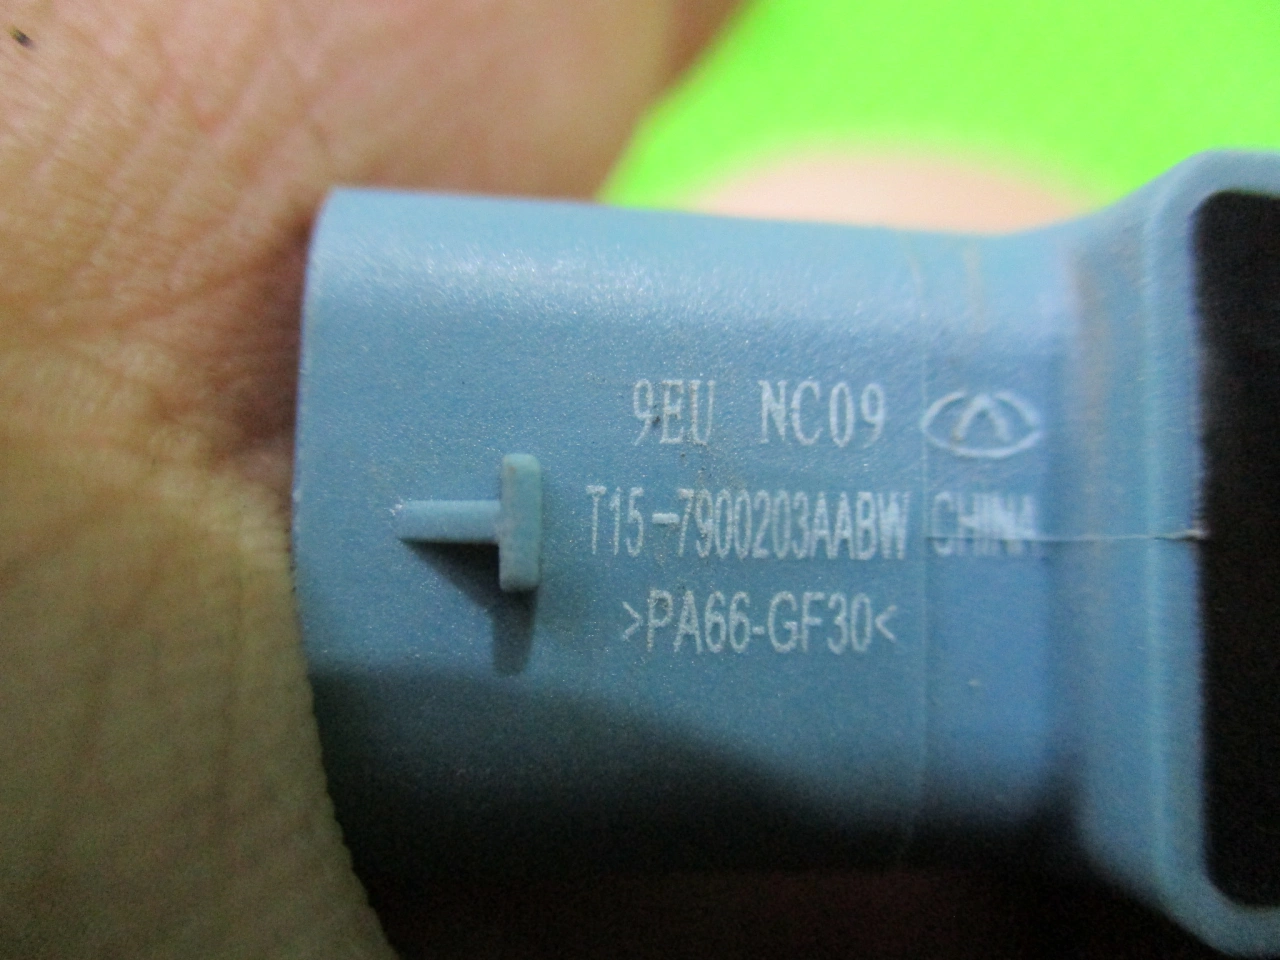 9EU NC09
T15-7900203AABW CHINA
>PA66-GF30<